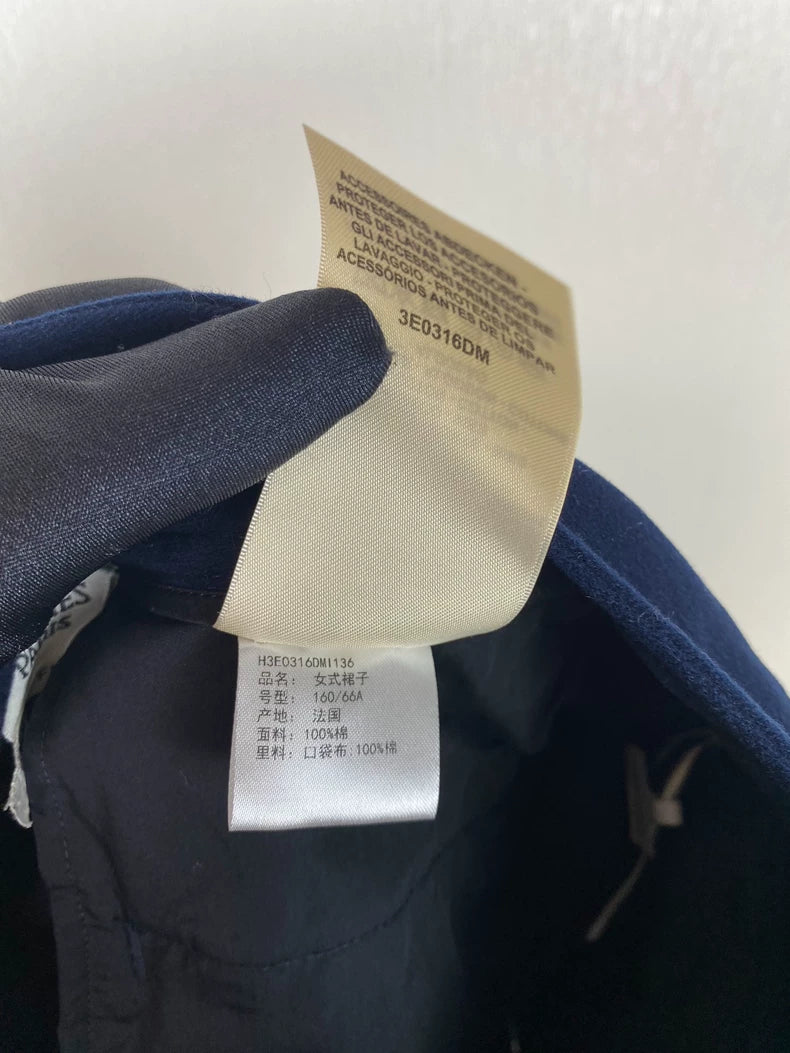 ACCESSOIRES ABDECKEN -
PROTEGER LOS ACCESORIOS
ANTES DE LAVAR - PROTEGGERE
GLI ACCESSORI PRIMA DEL
LAVAGGIO - PROTEGER OS
ACESSÓRIOS ANTES DE LIMPAR
3E0316DM
ES
Paris
H3E0316DMI136
品名: 女式裙子
号型: 160/66A
产地: 法国
面料: 100%棉
里料: 口袋布:100%棉